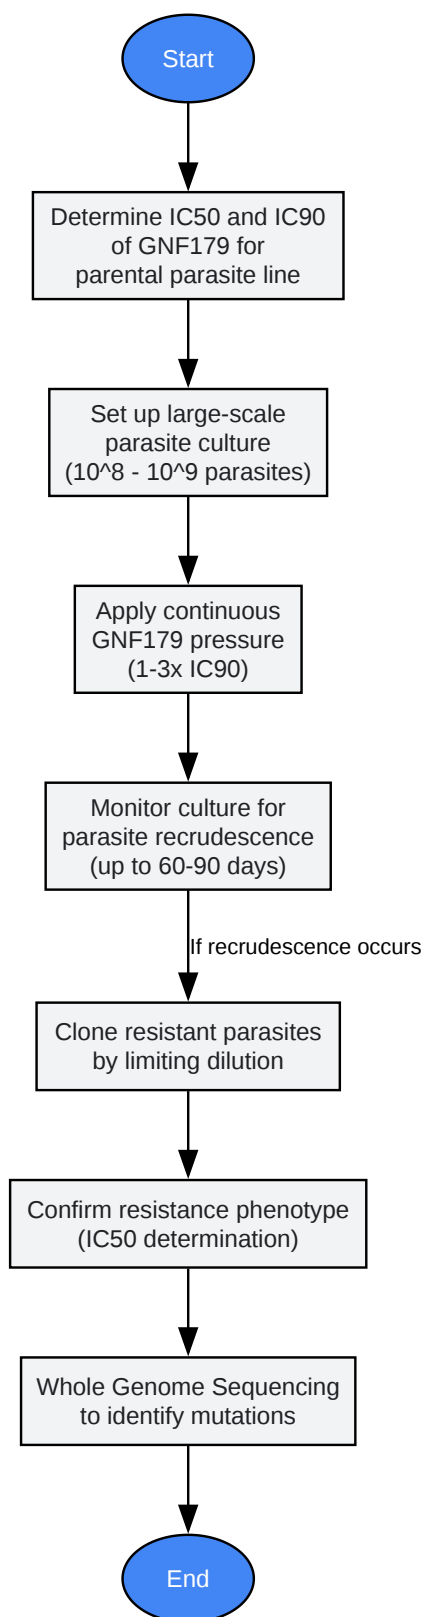 Start
Determine IC50 and IC90
of GNF179 for
parental parasite line
Set up large-scale
parasite culture
(10^8 - 10^9 parasites)
Apply continuous
GNF179 pressure
(1-3x IC90)
Monitor culture for
parasite recrudescence
(up to 60-90 days)
If recrudescence occurs
Clone resistant parasites
by limiting dilution
Confirm resistance phenotype
(IC50 determination)
Whole Genome Sequencing
to identify mutations
End